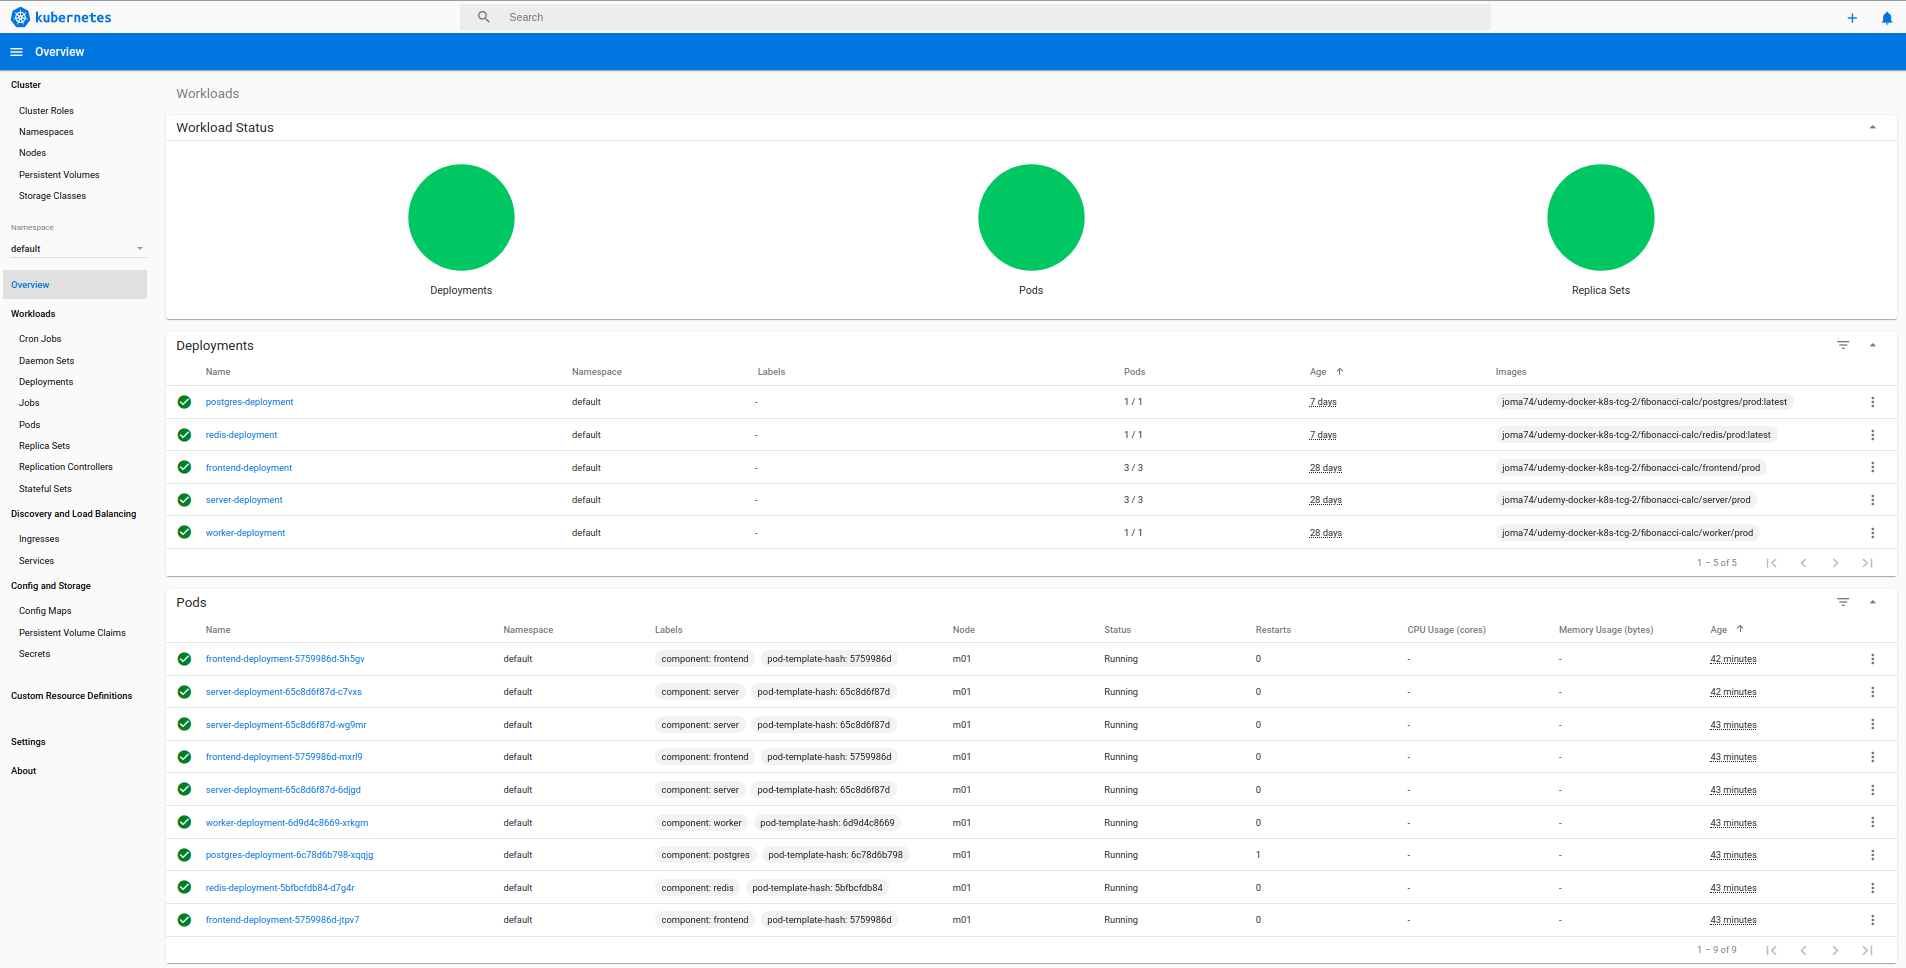 kubernetes
Search
Overview
Cluster
Cluster Roles
Namespaces
Nodes
Persistent Volumes
Storage Classes
Namespace
default
Overview
Workloads
Cron Jobs
Daemon Sets
Deployments
Jobs
Pods
Replica Sets
Replication Controllers
Stateful Sets
Discovery and Load Balancing
Ingresses
Services
Config and Storage
Config Maps
Persistent Volume Claims
Secrets
Custom Resource Definitions
Settings
About
Workloads
Workload Status
Deployments Pods Replica Sets
Deployments
Name Namespace Labels Pods Age Images
postgres-deployment default - 1 / 1 7 days joma74/udemy-docker-k8s-tcg-2/fibonacci-calc/postgres/prod:latest
redis-deployment default - 1 / 1 7 days joma74/udemy-docker-k8s-tcg-2/fibonacci-calc/redis/prod:latest
frontend-deployment default - 3 / 3 28 days joma74/udemy-docker-k8s-tcg-2/fibonacci-calc/frontend/prod
server-deployment default - 3 / 3 28 days joma74/udemy-docker-k8s-tcg-2/fibonacci-calc/server/prod
worker-deployment default - 1 / 1 28 days joma74/udemy-docker-k8s-tcg-2/fibonacci-calc/worker/prod
1 – 5 of 5
Pods
Name Namespace Labels Node Status Restarts CPU Usage (cores) Memory Usage (bytes) Age
frontend-deployment-5759986d-5h5gv default component: frontend pod-template-hash: 5759986d m01 Running 0 - - 42 minutes
server-deployment-65c8d6f87d-c7vxs default component: server pod-template-hash: 65c8d6f87d m01 Running 0 - - 42 minutes
server-deployment-65c8d6f87d-wg9mr default component: server pod-template-hash: 65c8d6f87d m01 Running 0 - - 43 minutes
frontend-deployment-5759986d-mxrl9 default component: frontend pod-template-hash: 5759986d m01 Running 0 - - 43 minutes
server-deployment-65c8d6f87d-6djgd default component: server pod-template-hash: 65c8d6f87d m01 Running 0 - - 43 minutes
worker-deployment-6d9d4c8669-xrkgm default component: worker pod-template-hash: 6d9d4c8669 m01 Running 0 - - 43 minutes
postgres-deployment-6c78d6b798-xqqjg default component: postgres pod-template-hash: 6c78d6b798 m01 Running 1 - - 43 minutes
redis-deployment-5bfbcfdb84-d7g4r default component: redis pod-template-hash: 5bfbcfdb84 m01 Running 0 - - 43 minutes
frontend-deployment-5759986d-jtpv7 default component: frontend pod-template-hash: 5759986d m01 Running 0 - - 43 minutes
1 – 9 of 9